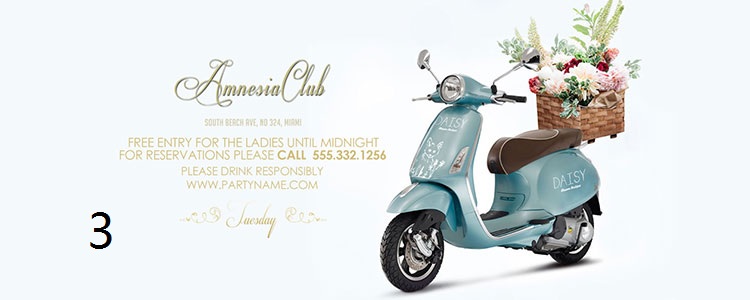 AmnesiaClub
SOUTH BEACH AVE, NO 324, MIAMI
FREE ENTRY FOR THE LADIES UNTIL MIDNIGHT
FOR RESERVATIONS PLEASE CALL 555.332.1256
PLEASE DRINK RESPONSIBLY
WWW.PARTYNAME.COM
Tuesday
3
DAISY
DAISY